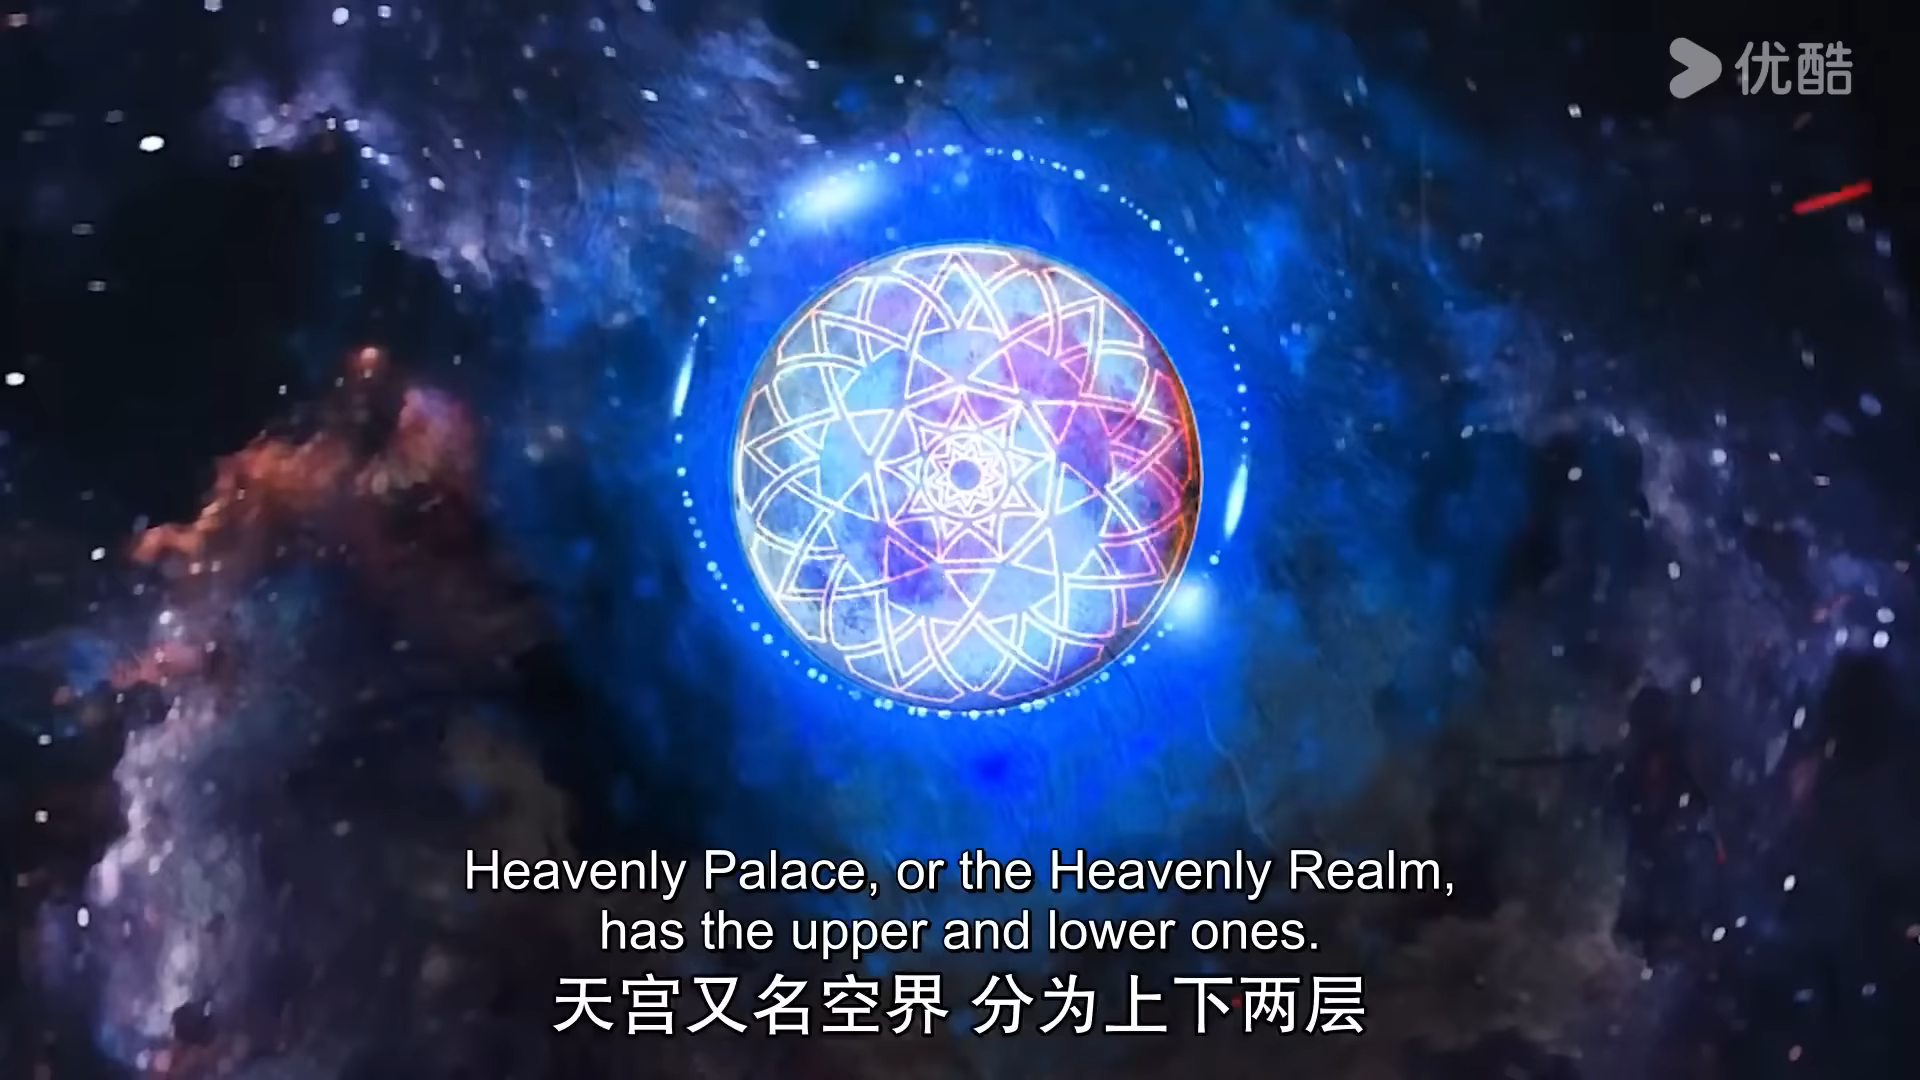 优酷
Heavenly Palace, or the Heavenly Realm,
has the upper and lower ones.
天宫又名空界 分为上下两层